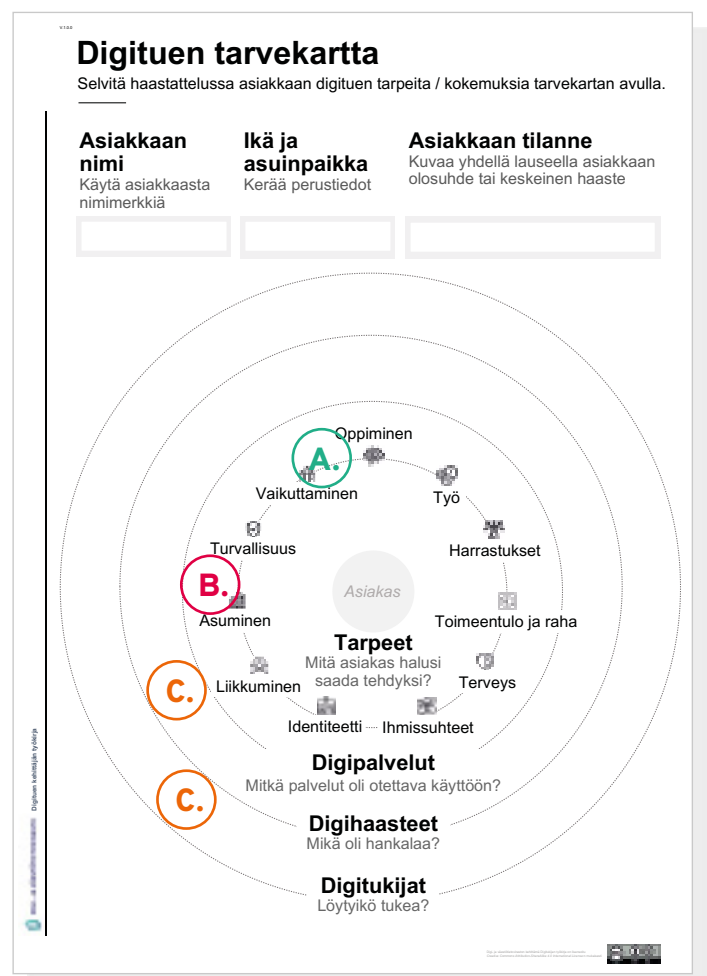 V.1.0.0
Digituen tarvekartta
Selvitä haastattelussa asiakkaan digituen tarpeita / kokemuksia tarvekartan avulla.
Asiakkaan
nimi
Käytä asiakkaasta
nimimerkkiä
Ikä ja
asuinpaikka
Kerää perustiedot
Asiakkaan tilanne
Kuvaa yhdellä lauseella asiakkaan
olosuhde tai keskeinen haaste
Oppiminen
A.
Vaikuttaminen
Työ
Turvallisuus
Harrastukset
B.
Asiakas
Asuminen
Toimeentulo ja raha
Tarpeet
Mitä asiakas halusi
saada tehdyksi?
C.
Liikkuminen
Terveys
Identiteetti
Ihmissuhteet
Digipalvelut
Mitkä palvelut oli otettava käyttöön?
C.
Digihaasteet
Mikä oli hankalaa?
Digitukijat
Löytyikö tukea?
Digituen kehittäjän työkirja